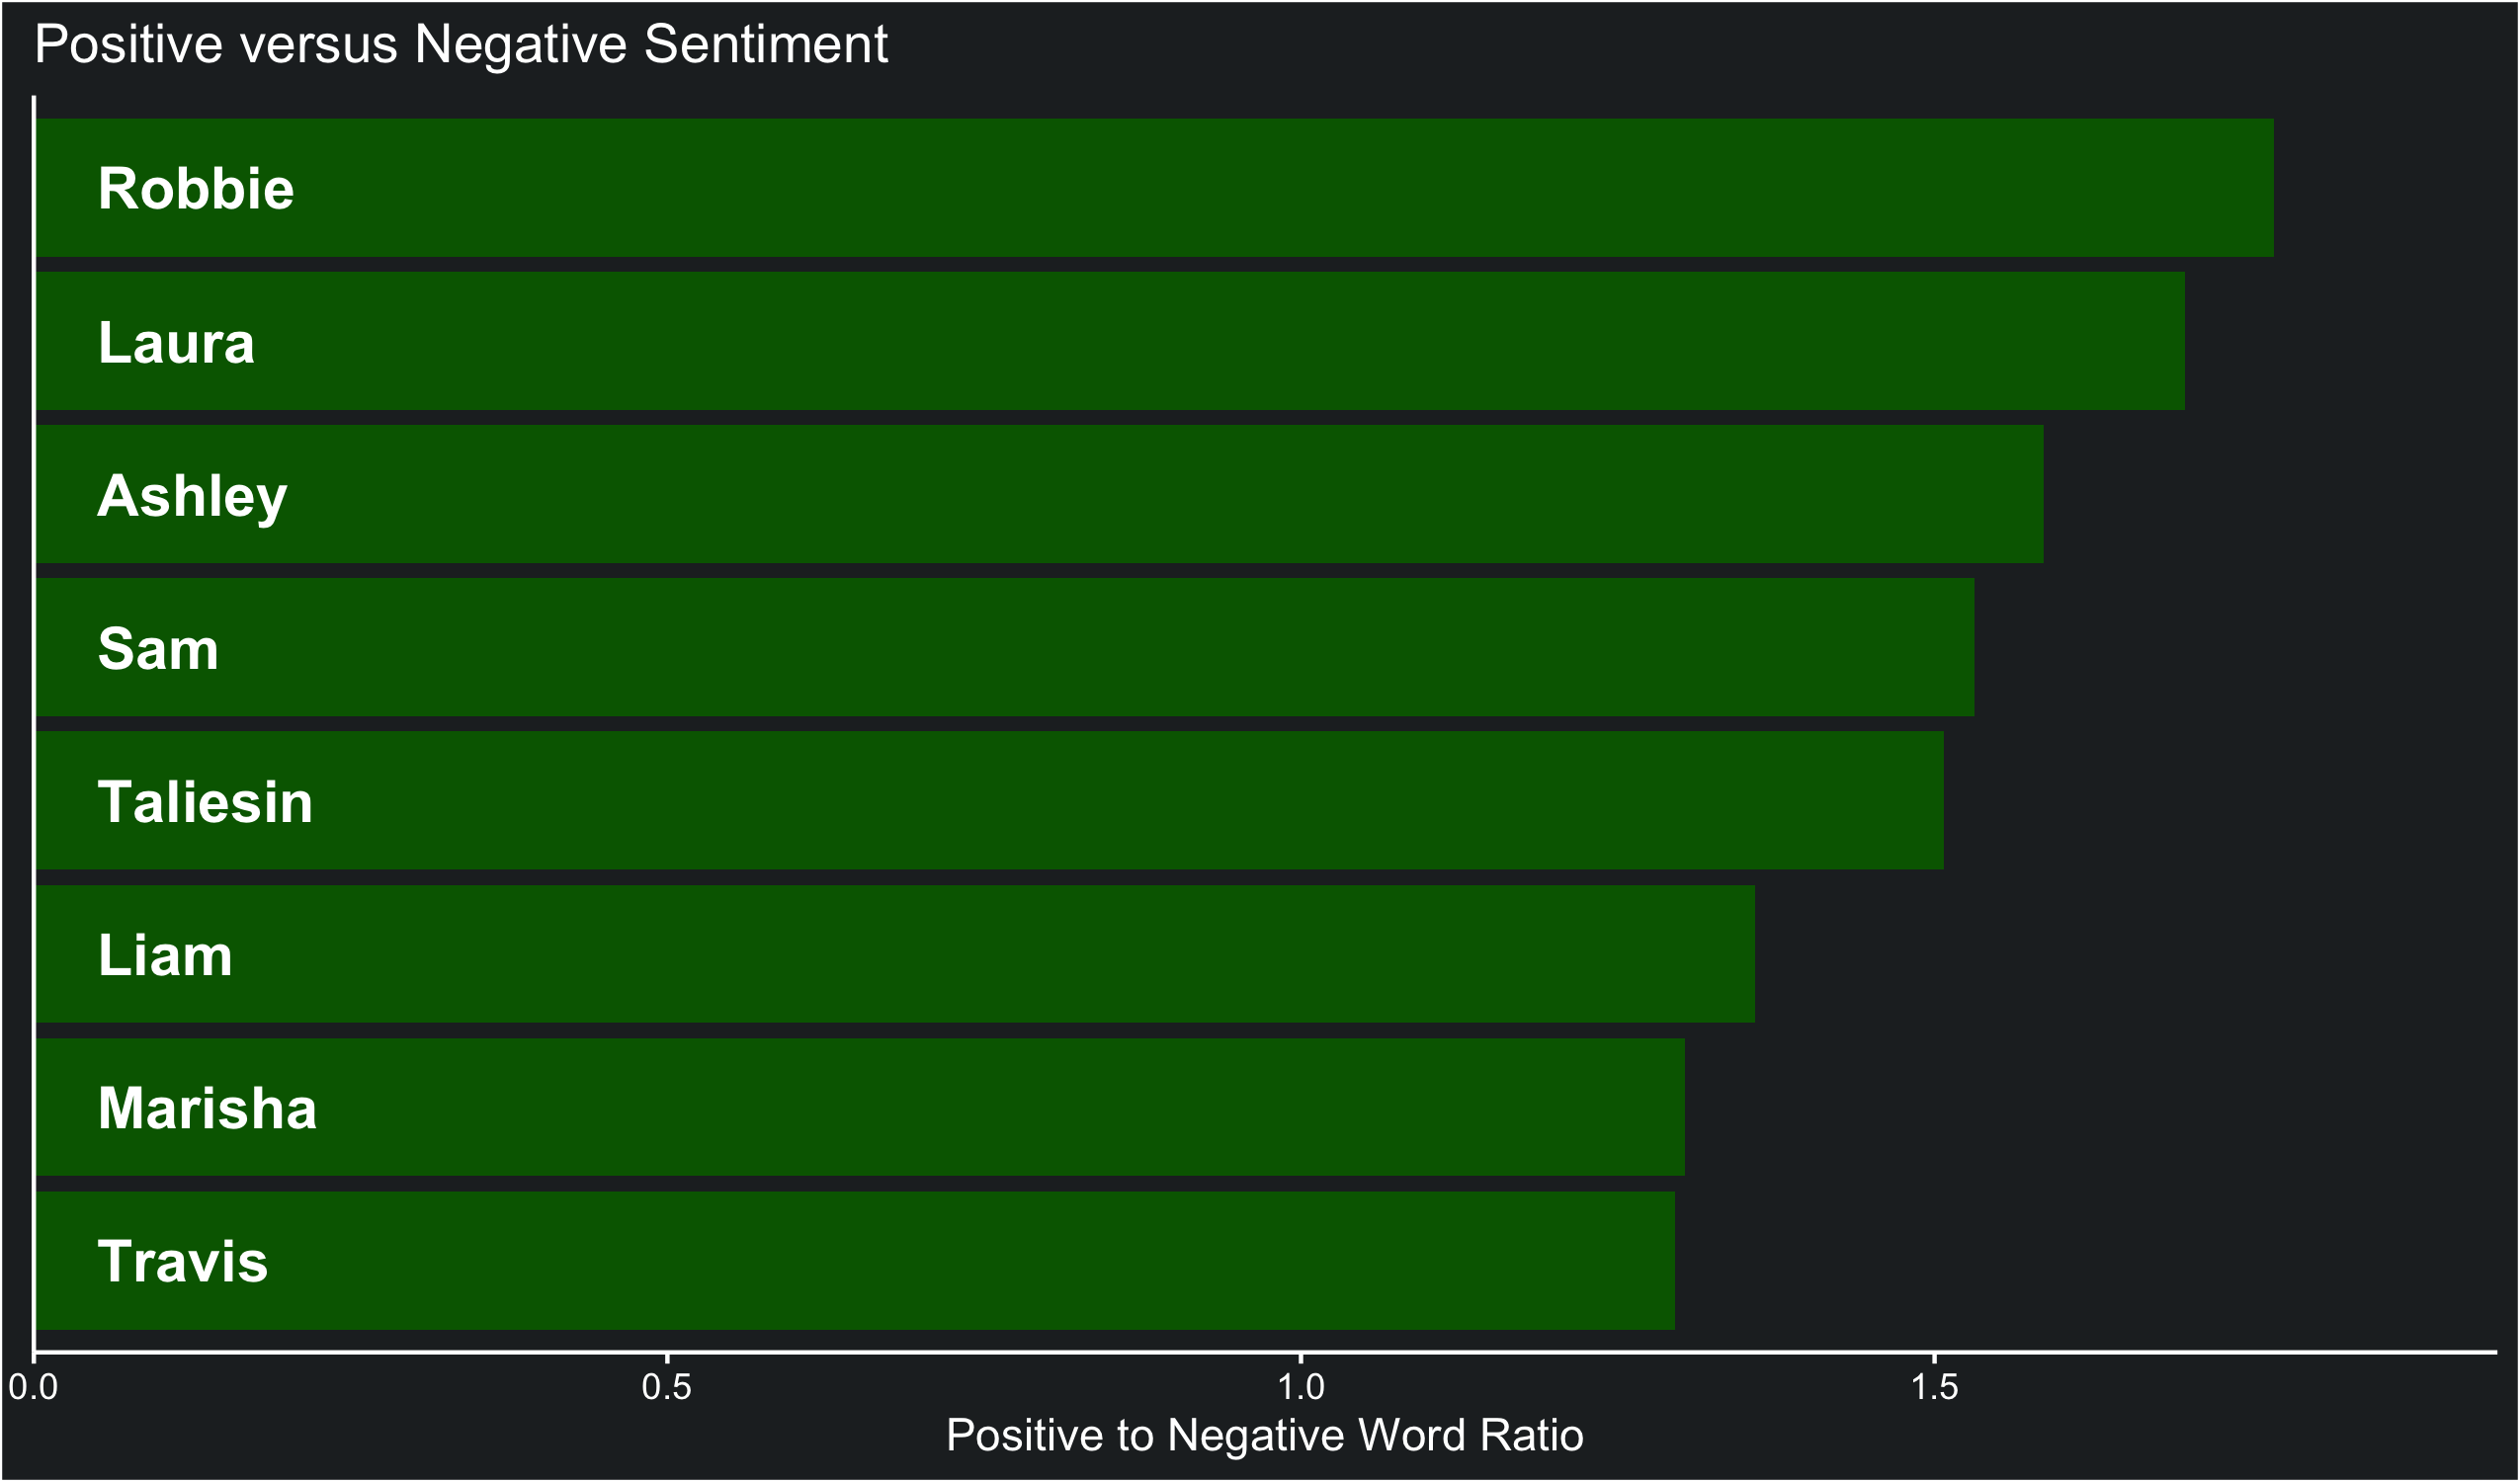 Positive versus Negative Sentiment
Robbie
Laura
Ashley
Sam
Taliesin
Liam
Marisha
Travis
0.0 0.5 1.0 1.5
Positive to Negative Word Ratio